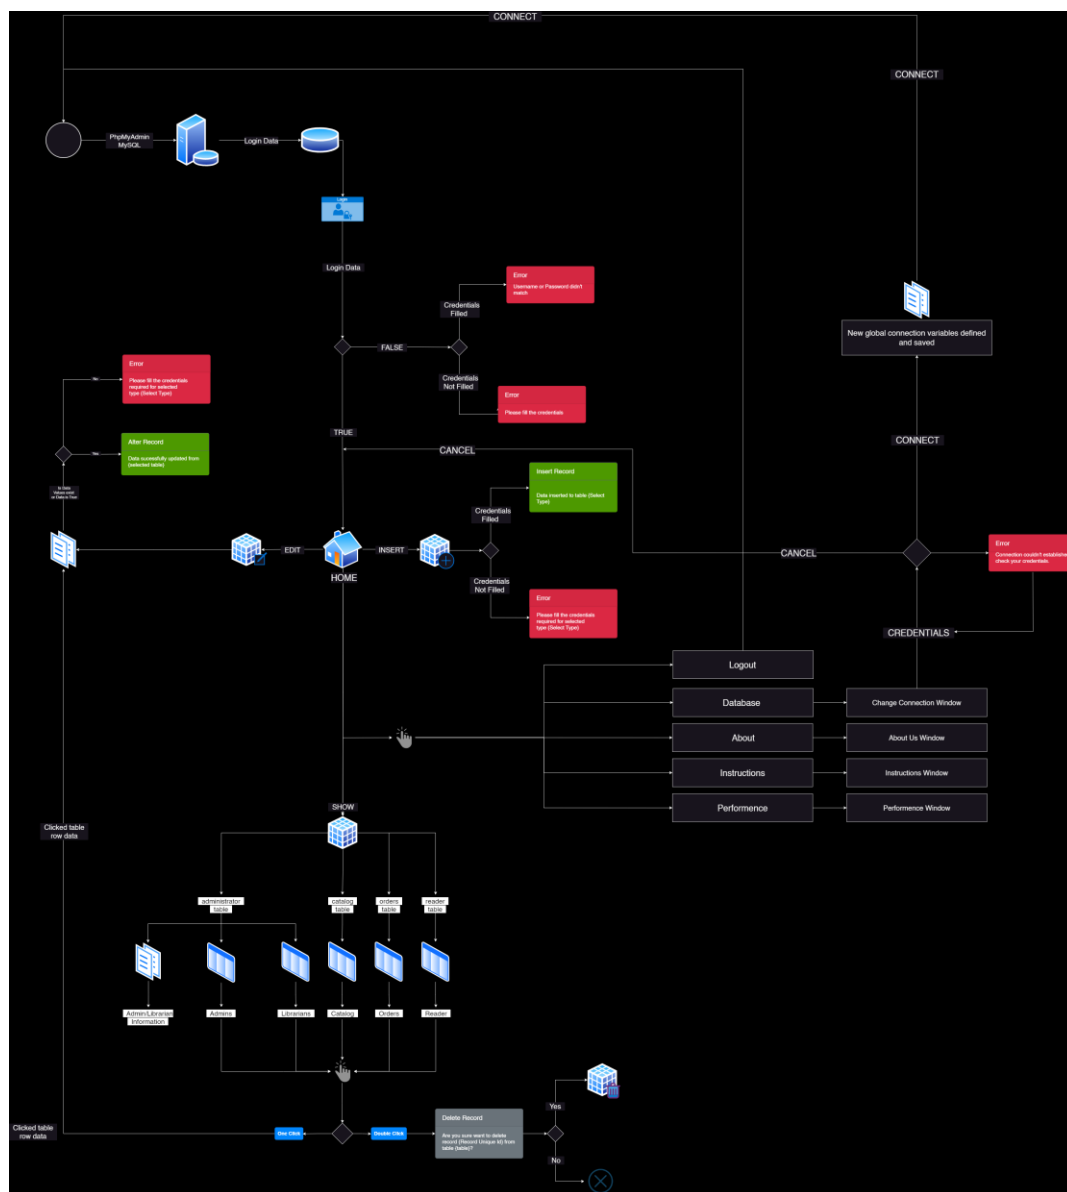 CONNECT
CONNECT
PhpMyAdmin
MySQL
Login Data
Login
Login Data
Error
Username or Password didn't
match
Credentials
Filled
FALSE
Credentials
Not Filled
Error
Please fill the credentials
New global connection variables defined
and saved
Error
Please fill the credentials
required for selected
type (Select Type)
No
TRUE
CANCEL
CONNECT
Alter Record
Data sucessfully updated from
(selected table)
Yes
Insert Record
Data inserted to table (Select
Type)
Credentials
Filled
EDIT
INSERT
HOME
Credentials
Not Filled
Error
Please fill the credentials
required for selected
type (Select Type)
CANCEL
Error
Connection couldn't establishe
check your credentials
CREDENTIALS
Logout
Database
Change Connection Window
About
About Us Window
Instructions
Instructions Window
Performence
Performence Window
SHOW
Clicked table
row data
administrator
table
catalog
table
orders
table
reader
table
Admin/Librarian
Information
Admins
Librarians
Catalog
Orders
Reader
Clicked table
row data
One Click
Double Click
Delete Record
Are you sure want to delete
record (Record Unique Id) from
table (table)?
Yes
No